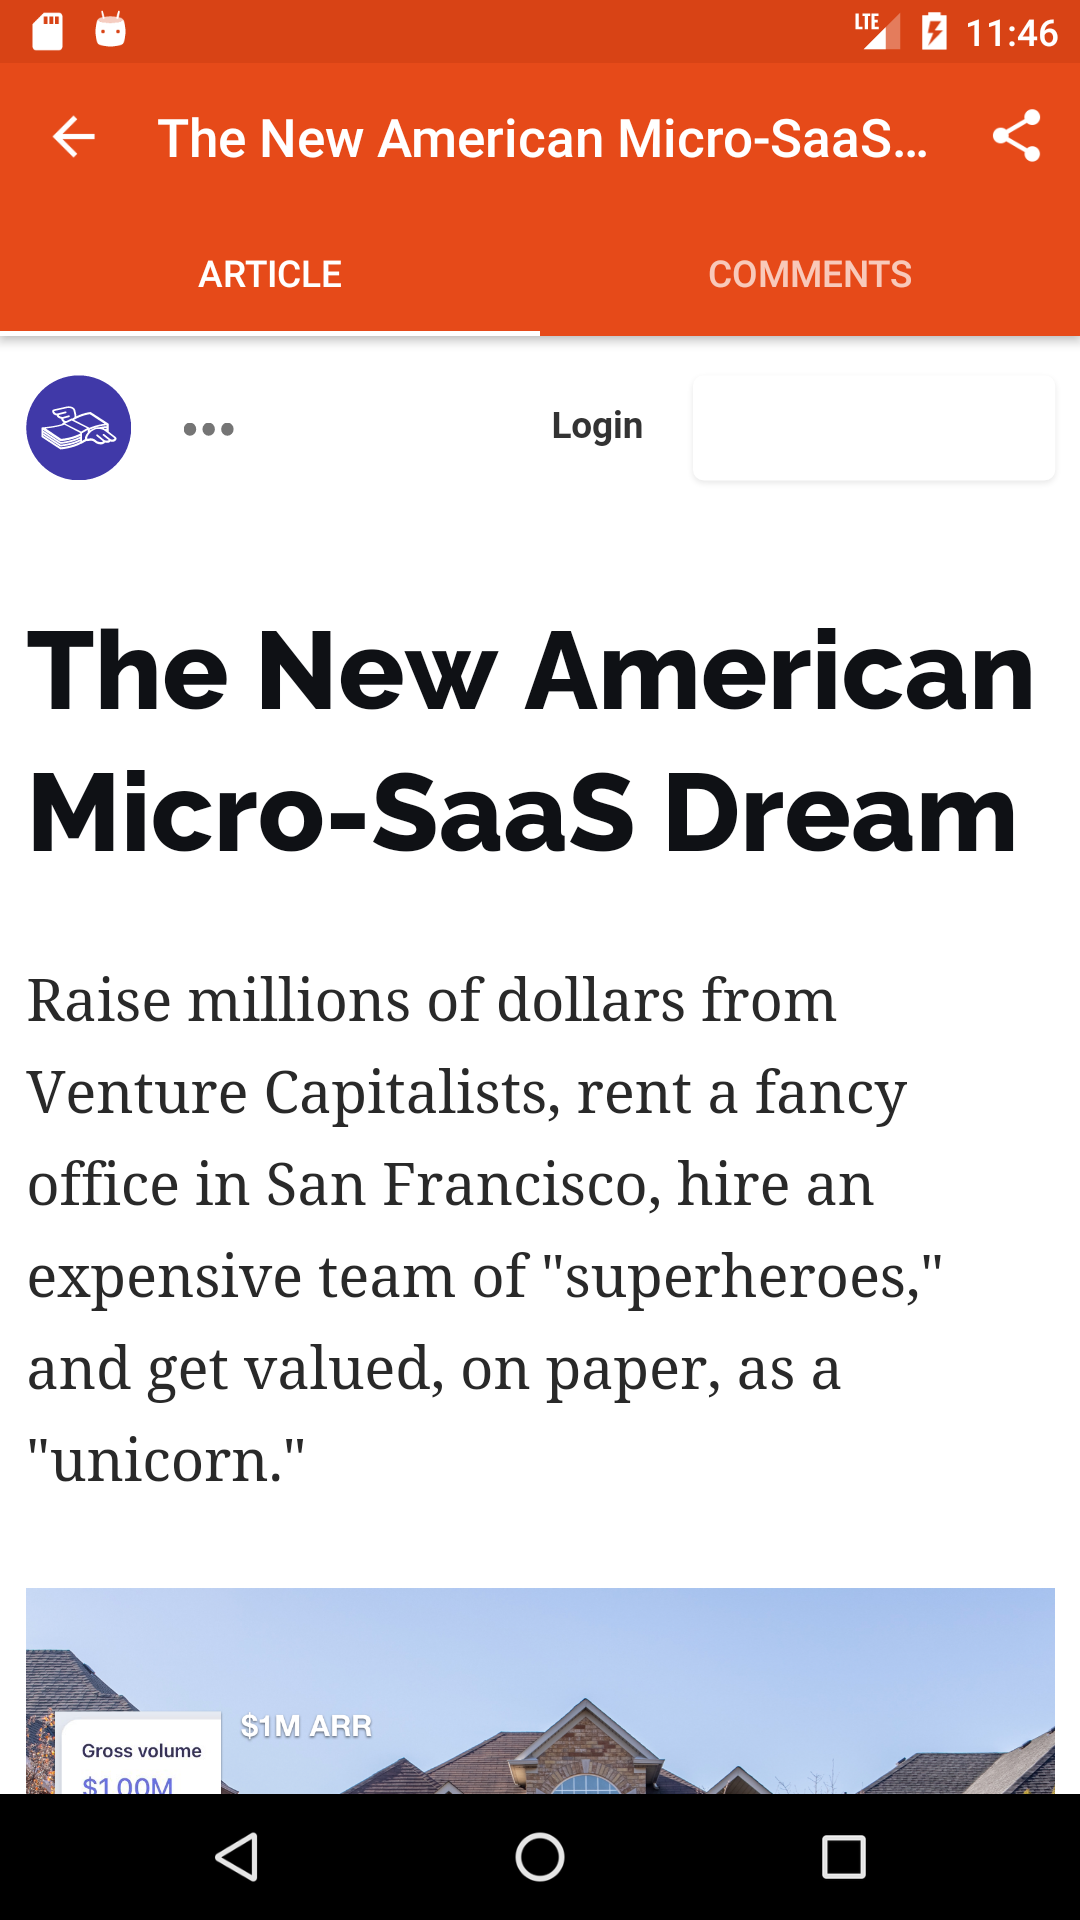 LTE 11:46
The New American Micro-SaaS...
ARTICLE COMMENTS
Login
The New American
Micro-SaaS Dream
Raise millions of dollars from
Venture Capitalists, rent a fancy
office in San Francisco, hire an
expensive team of "superheroes,"
and get valued, on paper, as a
"unicorn."
$1M ARR
Gross volume
$1.00M